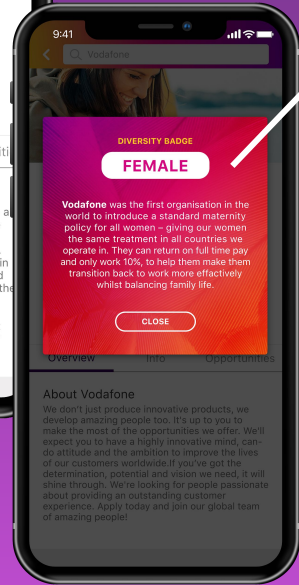 9:41
Vodafone
DIVERSITY BADGE
FEMALE
Vodafone was the first organisation in the
world to introduce a standard maternity
policy for all women – giving our women
the same treatment in all countries we
operate in. They can return on full time pay
and only work 10%, to help them make them
transition back to work more effectively
whilst balancing family life.
CLOSE
Overview Info Opportunities
About Vodafone
We don't just produce innovative products, we
develop amazing people too. It's up to you to
make the most of the opportunities we offer. We'll
expect you to have a highly innovative mind, can-
do attitude and the ambition to improve the lives
of our customers worldwide.If you've got the
determination, potential and vision we need, it will
shine through. We're looking for people passionate
about providing an outstanding customer
experience. Apply today and join our global team
of amazing people!